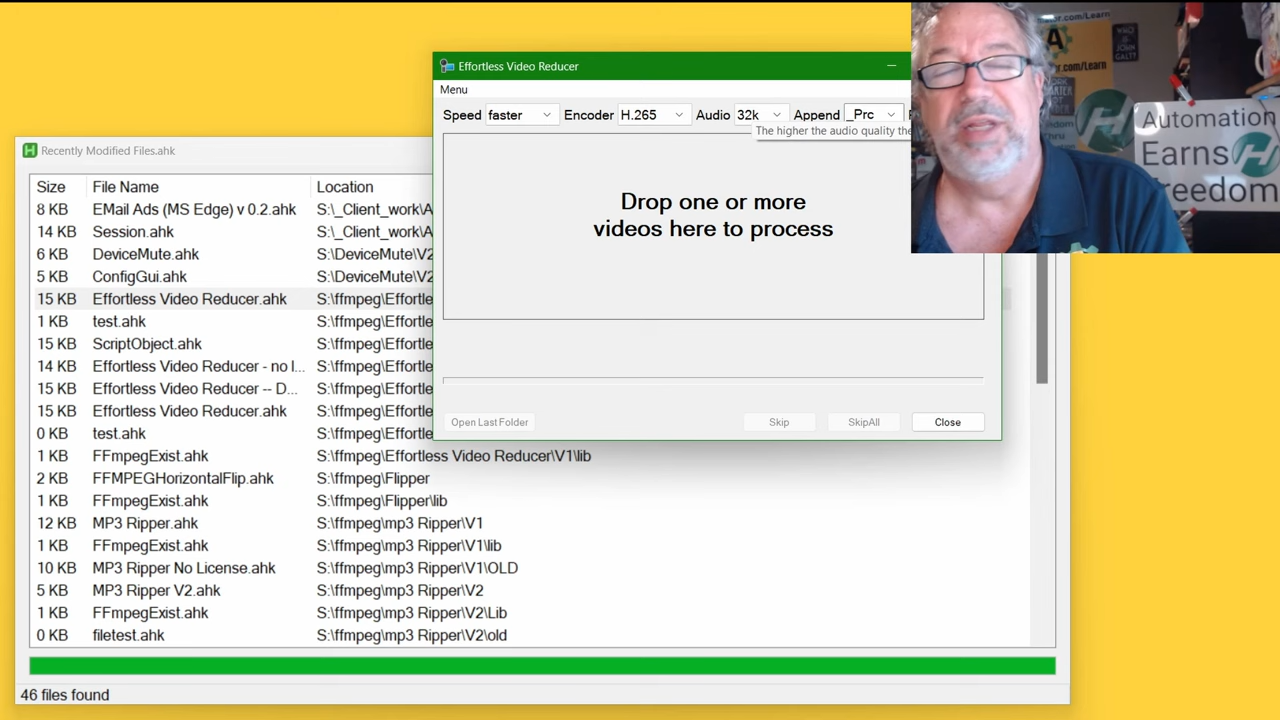 Effortless Video Reducer
Menu
Speed faster Encoder H.265 Audio 32k Append _Prc
The higher the audio quality the
Drop one or more
videos here to process
Open Last Folder Skip SkipAll Close
Recently Modified Files.ahk
Size File Name Location
8 KB EMail Ads (MS Edge) v 0.2.ahk S:\_Client_work\A
14 KB Session.ahk S:\_Client_work\A
6 KB DeviceMute.ahk S:\DeviceMute\V2
5 KB ConfigGui.ahk S:\DeviceMute\V2
15 KB Effortless Video Reducer.ahk S:\ffmpeg\Effortle
1 KB test.ahk S:\ffmpeg\Effortle
15 KB ScriptObject.ahk S:\ffmpeg\Effortle
14 KB Effortless Video Reducer - no l... S:\ffmpeg\Effortle
15 KB Effortless Video Reducer -- D... S:\ffmpeg\Effortle
15 KB Effortless Video Reducer.ahk S:\ffmpeg\Effortle
0 KB test.ahk S:\ffmpeg\Effortle
1 KB FFmpegExist.ahk S:\ffmpeg\Effortless Video Reducer\V1\lib
2 KB FFMPEGHorizontalFlip.ahk S:\ffmpeg\Flipper
1 KB FFmpegExist.ahk S:\ffmpeg\Flipper\lib
12 KB MP3 Ripper.ahk S:\ffmpeg\mp3 Ripper\V1
1 KB FFmpegExist.ahk S:\ffmpeg\mp3 Ripper\V1\lib
10 KB MP3 Ripper No License.ahk S:\ffmpeg\mp3 Ripper\V1\OLD
5 KB MP3 Ripper V2.ahk S:\ffmpeg\mp3 Ripper\V2
1 KB FFmpegExist.ahk S:\ffmpeg\mp3 Ripper\V2\Lib
0 KB filetest.ahk S:\ffmpeg\mp3 Ripper\V2\old
46 files found
ator.com/Learn
WHO
IS
JOHN
GALT?
Automation
Earns
Freedom